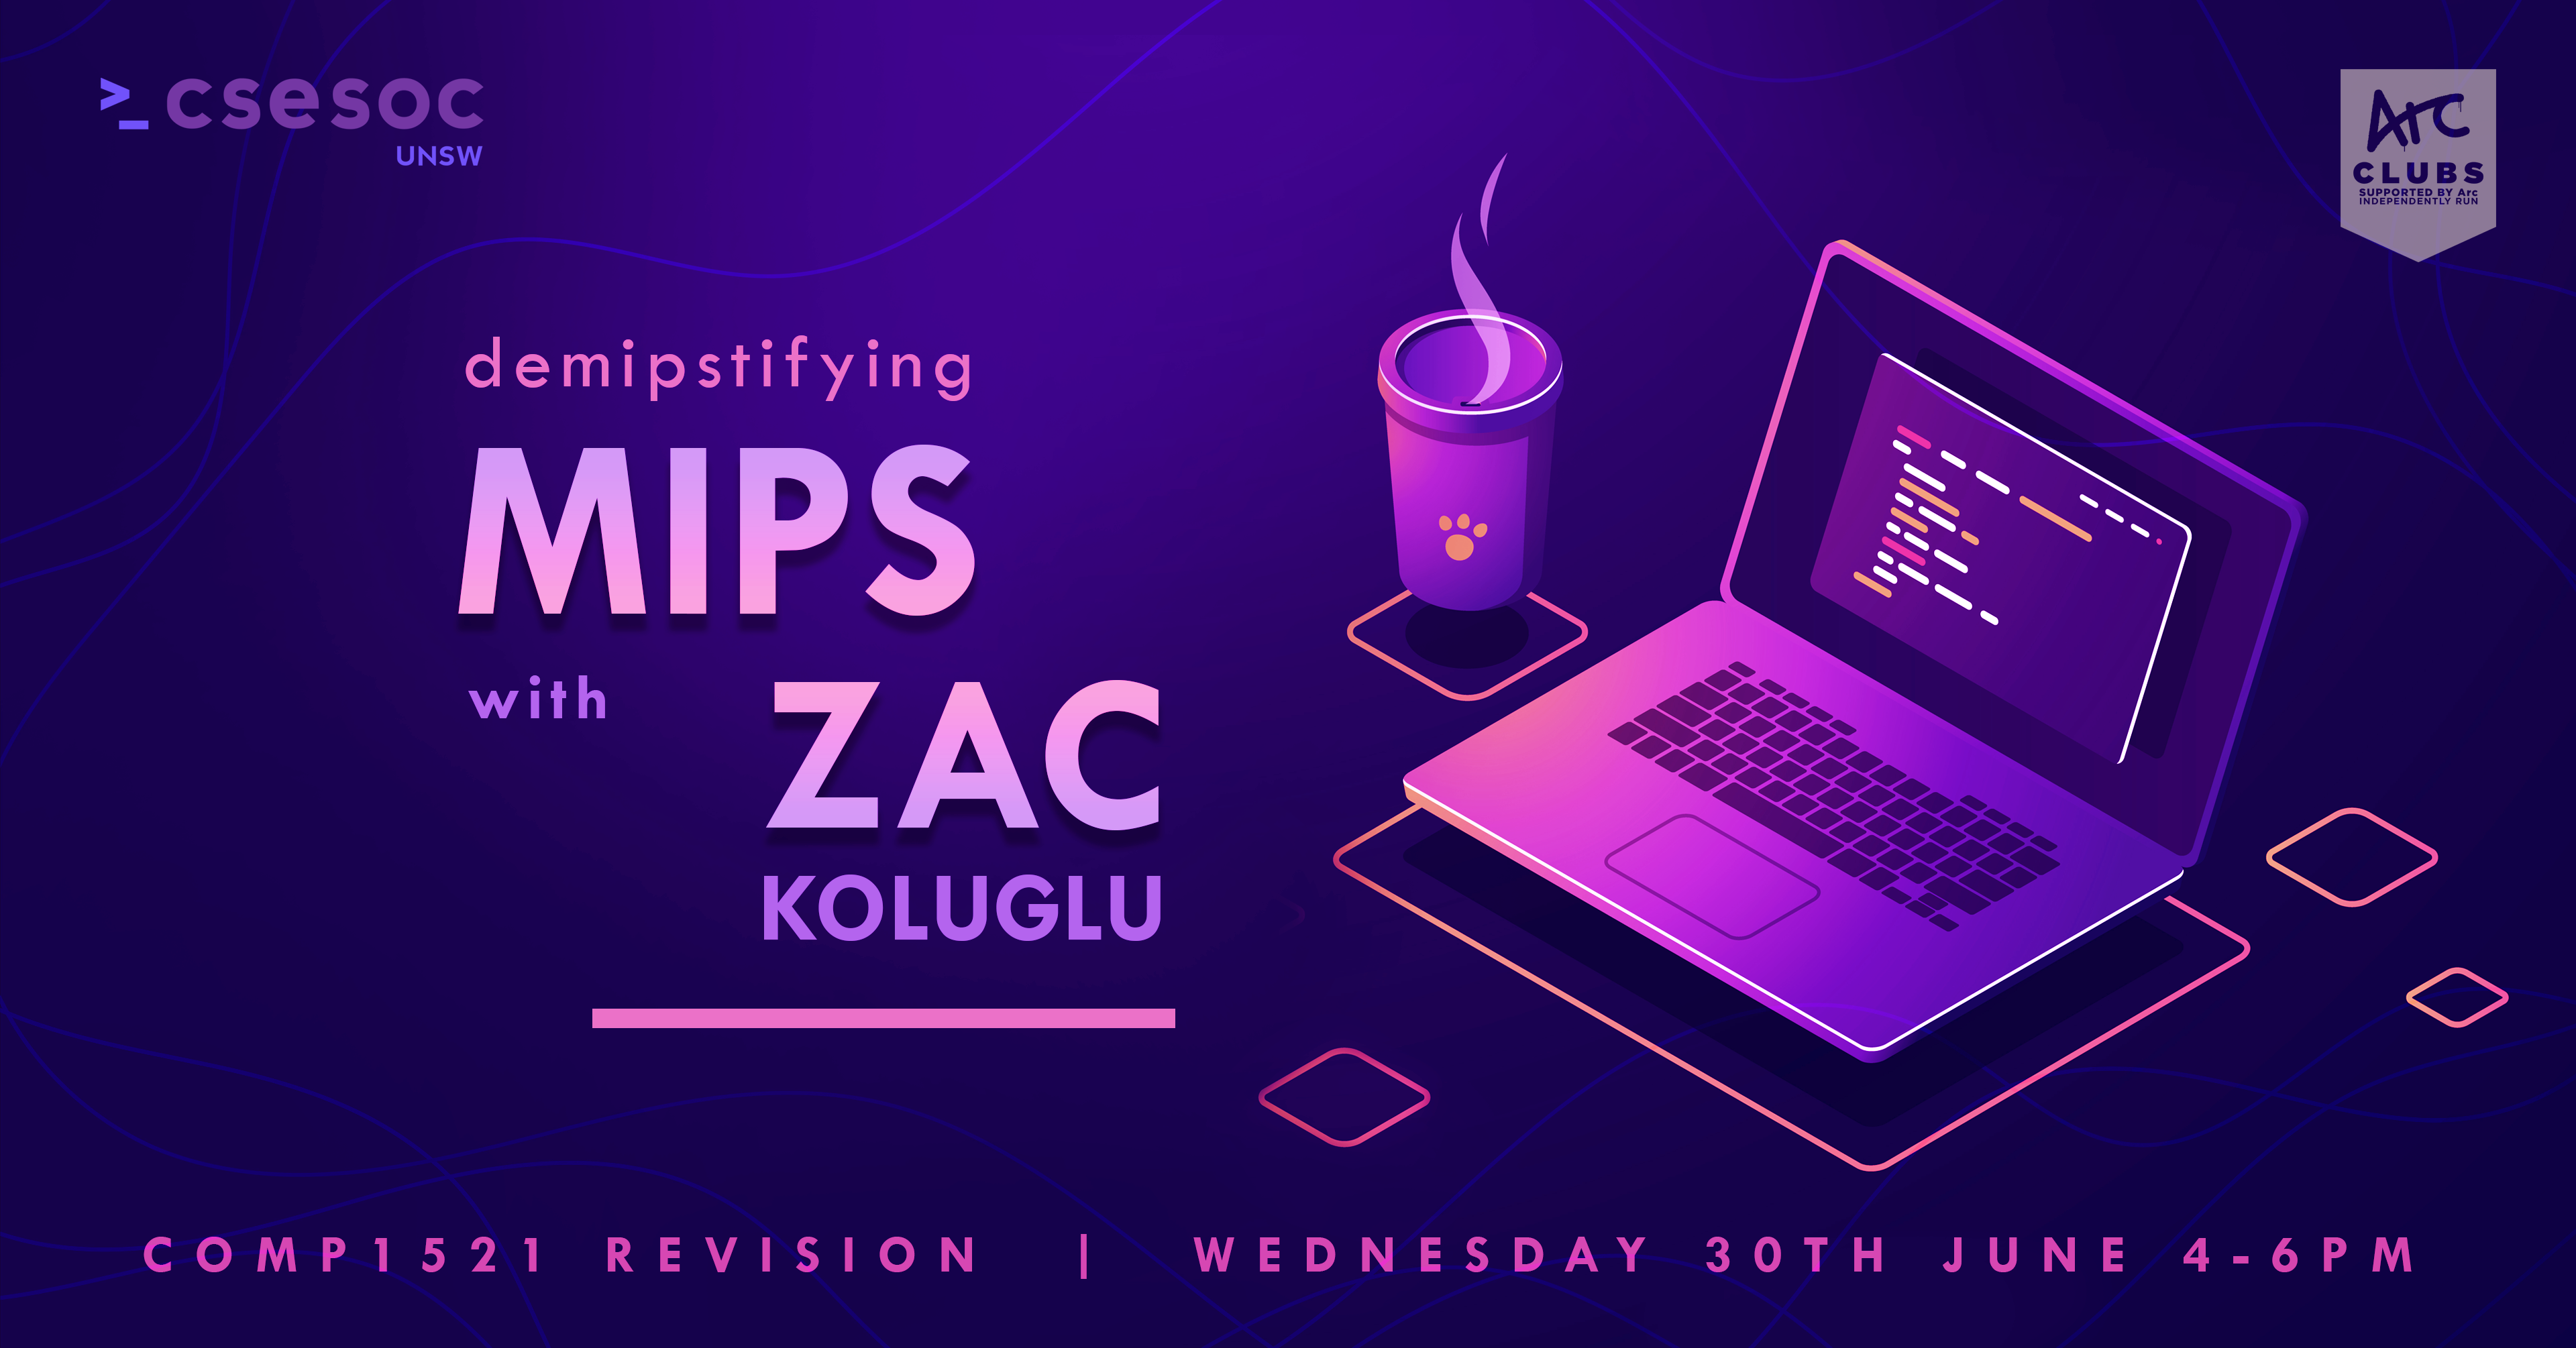 >_csesoc
UNSW
Arc
CLUBS
SUPPORTED BY Arc
INDEPENDENTLY RUN
demipstifying
MIPS
with
ZAC
KOLUGLU
COMP1521 REVISION | WEDNESDAY 30TH JUNE 4-6PM